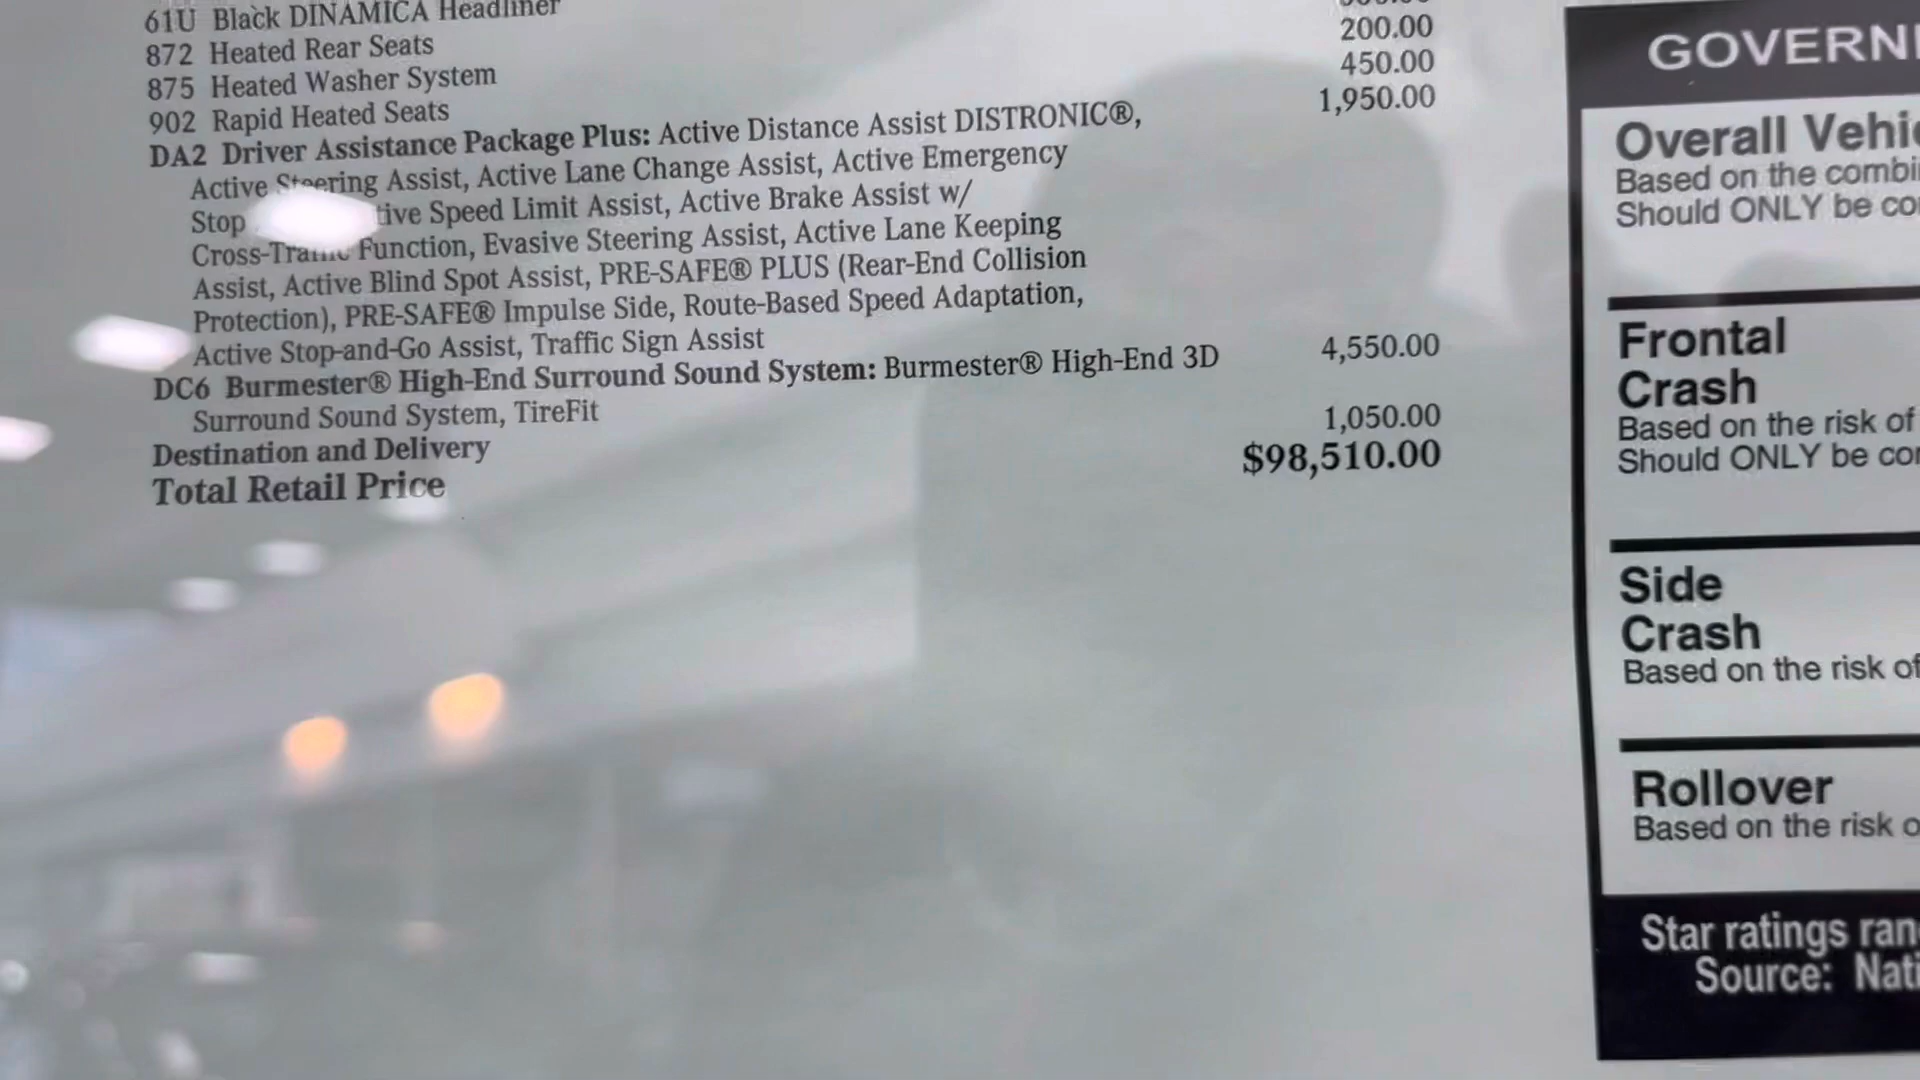 61U Black DINAMICA Headliner
872 Heated Rear Seats 200.00
875 Heated Washer System 450.00
902 Rapid Heated Seats 1,950.00
DA2 Driver Assistance Package Plus: Active Distance Assist DISTRONIC®,
Active Steering Assist, Active Lane Change Assist, Active Emergency
Stop Speed Limit Assist, Active Brake Assist w/
Cross-Traffic Function, Evasive Steering Assist, Active Lane Keeping
Assist, Active Blind Spot Assist, PRE-SAFE® PLUS (Rear-End Collision
Protection), PRE-SAFE® Impulse Side, Route-Based Speed Adaptation,
Active Stop-and-Go Assist, Traffic Sign Assist
DC6 Burmester® High-End Surround Sound System: Burmester® High-End 3D 4,550.00
Surround Sound System, TireFit
Destination and Delivery 1,050.00
Total Retail Price $98,510.00
GOVERN
Overall Vehic
Based on the combi
Should ONLY be co
Frontal
Crash
Based on the risk of
Should ONLY be co
Side
Crash
Based on the risk of
Rollover
Based on the risk o
Star ratings ran
Source: Nati